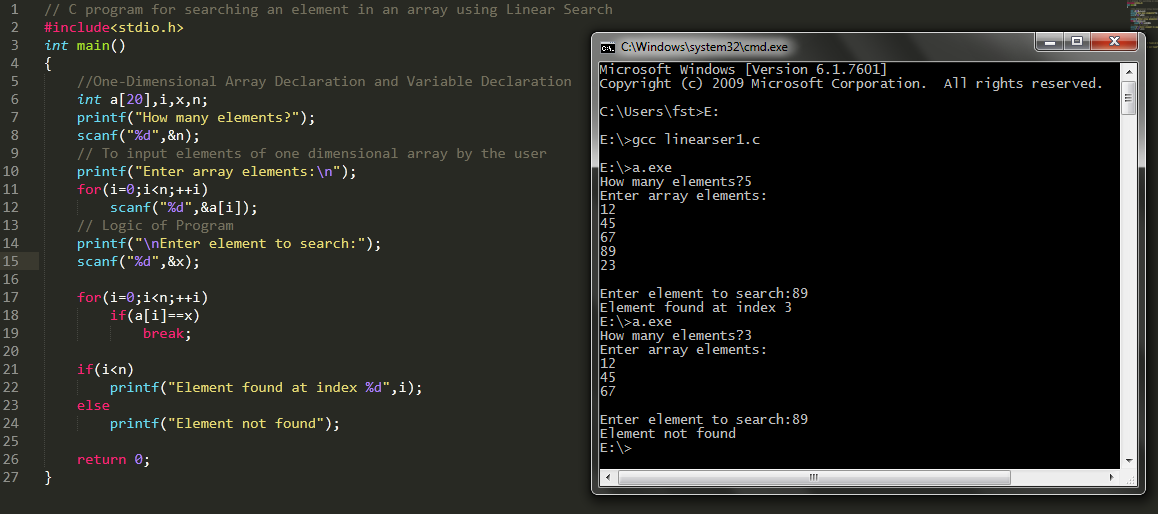 1 // C program for searching an element in an array using Linear Search
2 #include<stdio.h>
3 int main()
4 {
5 //One-Dimensional Array Declaration and Variable Declaration
6 int a[20],i,x,n;
7 printf("How many elements?");
8 scanf("%d",&n);
9 // To input elements of one dimensional array by the user
10 printf("Enter array elements:\n");
11 for(i=0;i<n;++i)
12 scanf("%d",&a[i]);
13 // Logic of Program
14 printf("\nEnter element to search:");
15 scanf("%d",&x);
16
17 for(i=0;i<n;++i)
18 if(a[i]==x)
19 break;
20
21 if(i<n)
22 printf("Element found at index %d",i);
23 else
24 printf("Element not found");
25
26 return 0;
27 }
C:\Windows\system32\cmd.exe
Microsoft Windows [Version 6.1.7601]
Copyright (c) 2009 Microsoft Corporation.  All rights reserved.
C:\Users\fst>E:
E:\>gcc linearser1.c
E:\>a.exe
How many elements?5
Enter array elements:
12
45
67
89
23
Enter element to search:89
Element found at index 3
E:\>a.exe
How many elements?3
Enter array elements:
12
45
67
Enter element to search:89
Element not found
E:\>